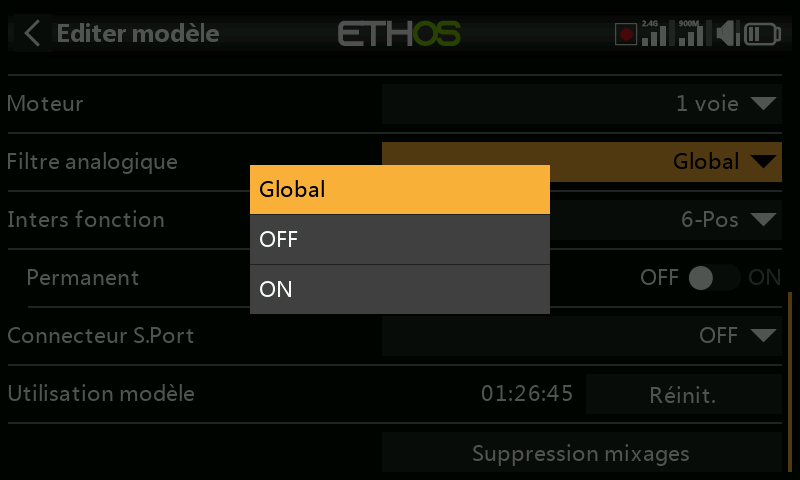 Editer modèle
ETHOS
2.4G
900M
Moteur
1 voie
Filtre analogique
Global
Global
OFF
ON
Inters fonction
6-Pos
Permanent
OFF
ON
Connecteur S.Port
OFF
Utilisation modèle
01:26:45
Réinit.
Suppression mixages